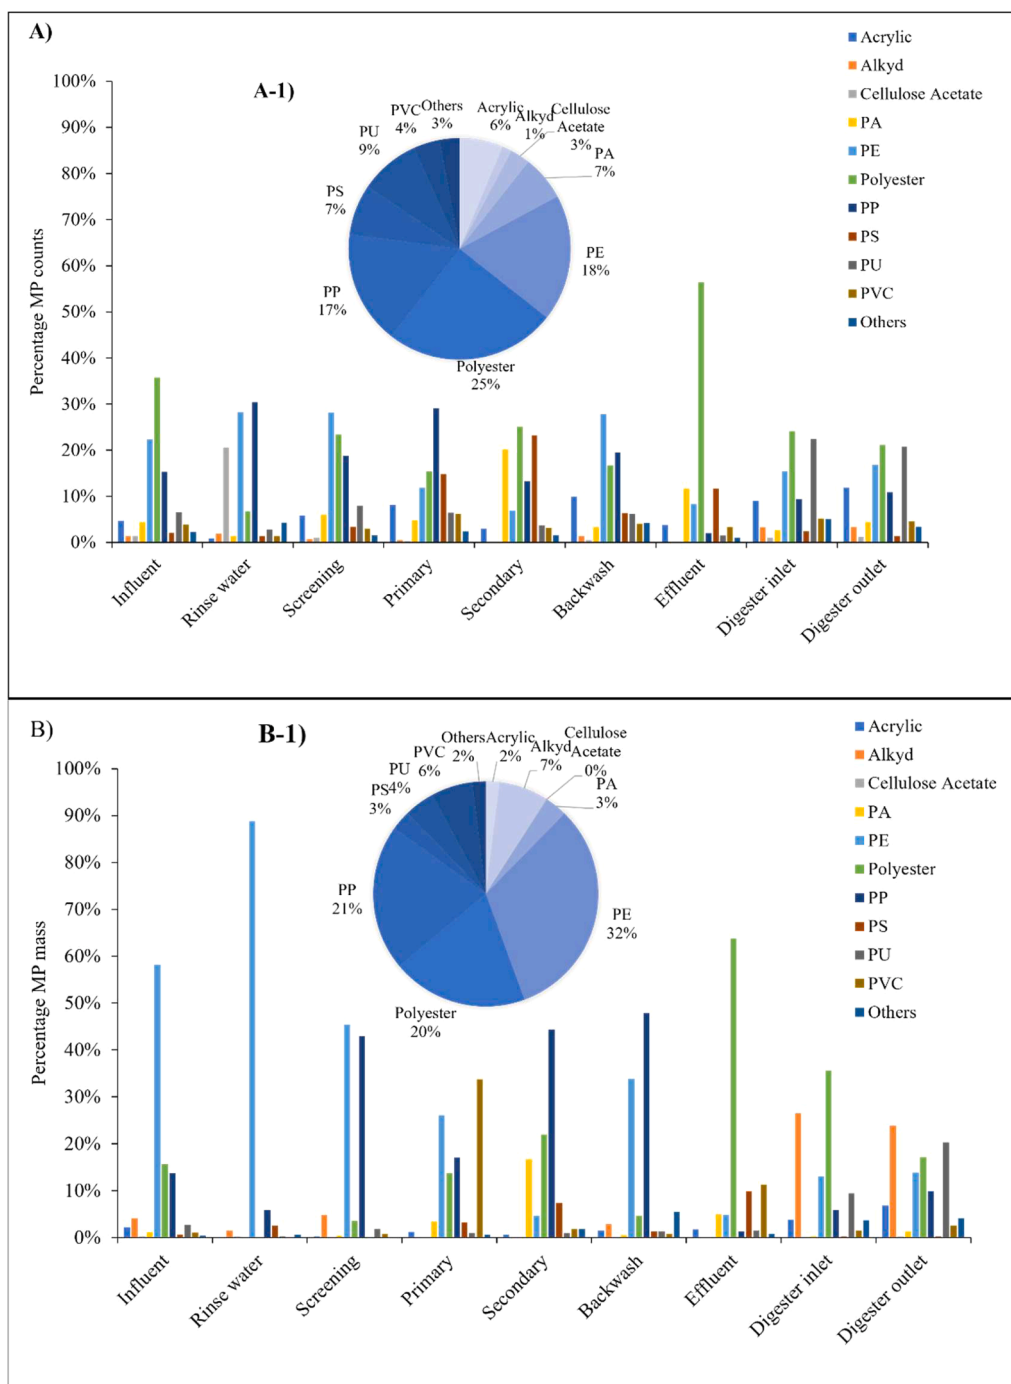 A)
A-1)
Acrylic
Alkyd
Cellulose Acetate
PA
PE
Polyester
PP
PS
PU
PVC
Others
Percentage MP counts
100%
90%
80%
70%
60%
50%
40%
30%
20%
10%
0%
Others
3%
Acrylic
6%
Alkyd
1%
Cellulose
Acetate
3%
PA
7%
PE
18%
Polyester
25%
PP
17%
PS
7%
PU
9%
PVC
4%
Influent
Rinse water
Screening
Primary
Secondary
Backwash
Effluent
Digester inlet
Digester outlet
B)
B-1)
Acrylic
Alkyd
Cellulose Acetate
PA
PE
Polyester
PP
PS
PU
PVC
Others
Percentage MP mass
100%
90%
80%
70%
60%
50%
40%
30%
20%
10%
0%
Others
2%
Acrylic
2%
Alkyd
7%
Cellulose
Acetate
0%
PA
3%
PE
32%
Polyester
20%
PP
21%
PS
3%
PU
4%
PVC
6%
Influent
Rinse water
Screening
Primary
Secondary
Backwash
Effluent
Digester inlet
Digester outlet